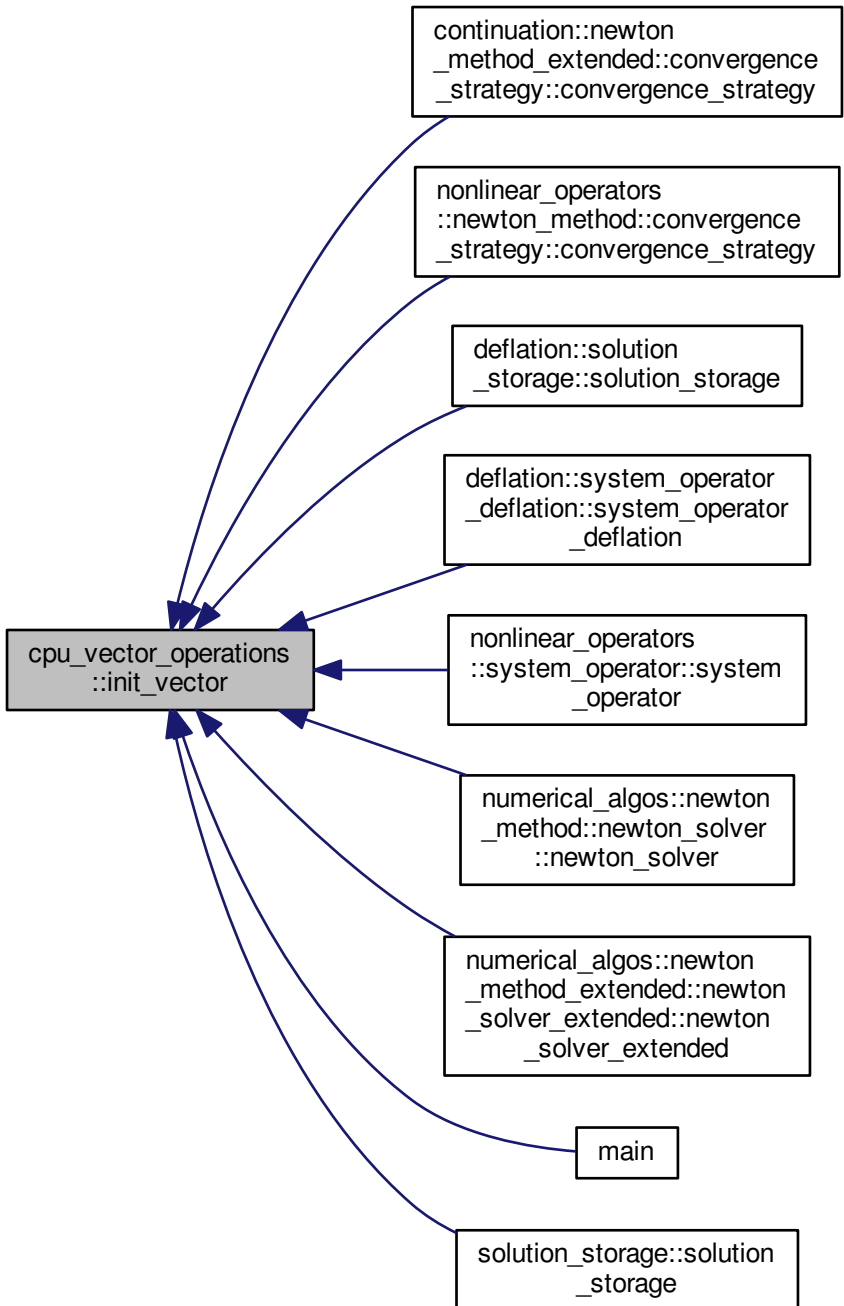 continuation::newton
_method_extended::convergence
_strategy::convergence_strategy
nonlinear_operators
::newton_method::convergence
_strategy::convergence_strategy
deflation::solution
_storage::solution_storage
deflation::system_operator
_deflation::system_operator
_deflation
cpu_vector_operations
::init_vector
nonlinear_operators
::system_operator::system
_operator
numerical_algos::newton
_method::newton_solver
::newton_solver
numerical_algos::newton
_method_extended::newton
_solver_extended::newton
_solver_extended
main
solution_storage::solution
_storage